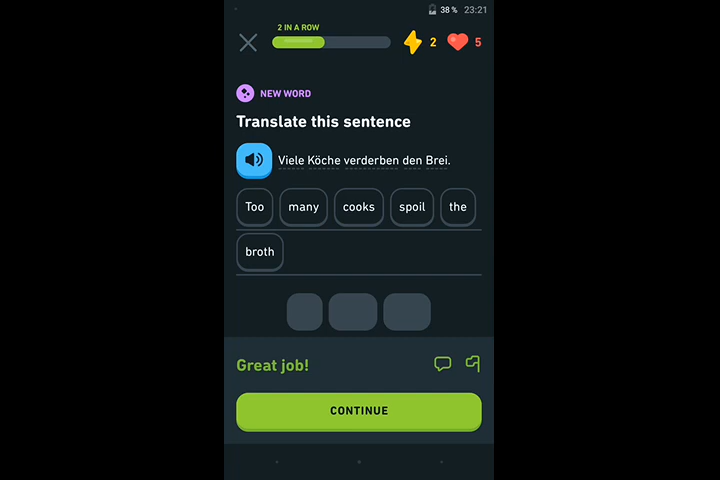 38 % 23:21
2 IN A ROW
2 5
NEW WORD
Translate this sentence
Viele Köche verderben den Brei.
Too many cooks spoil the
broth
Great job!
CONTINUE